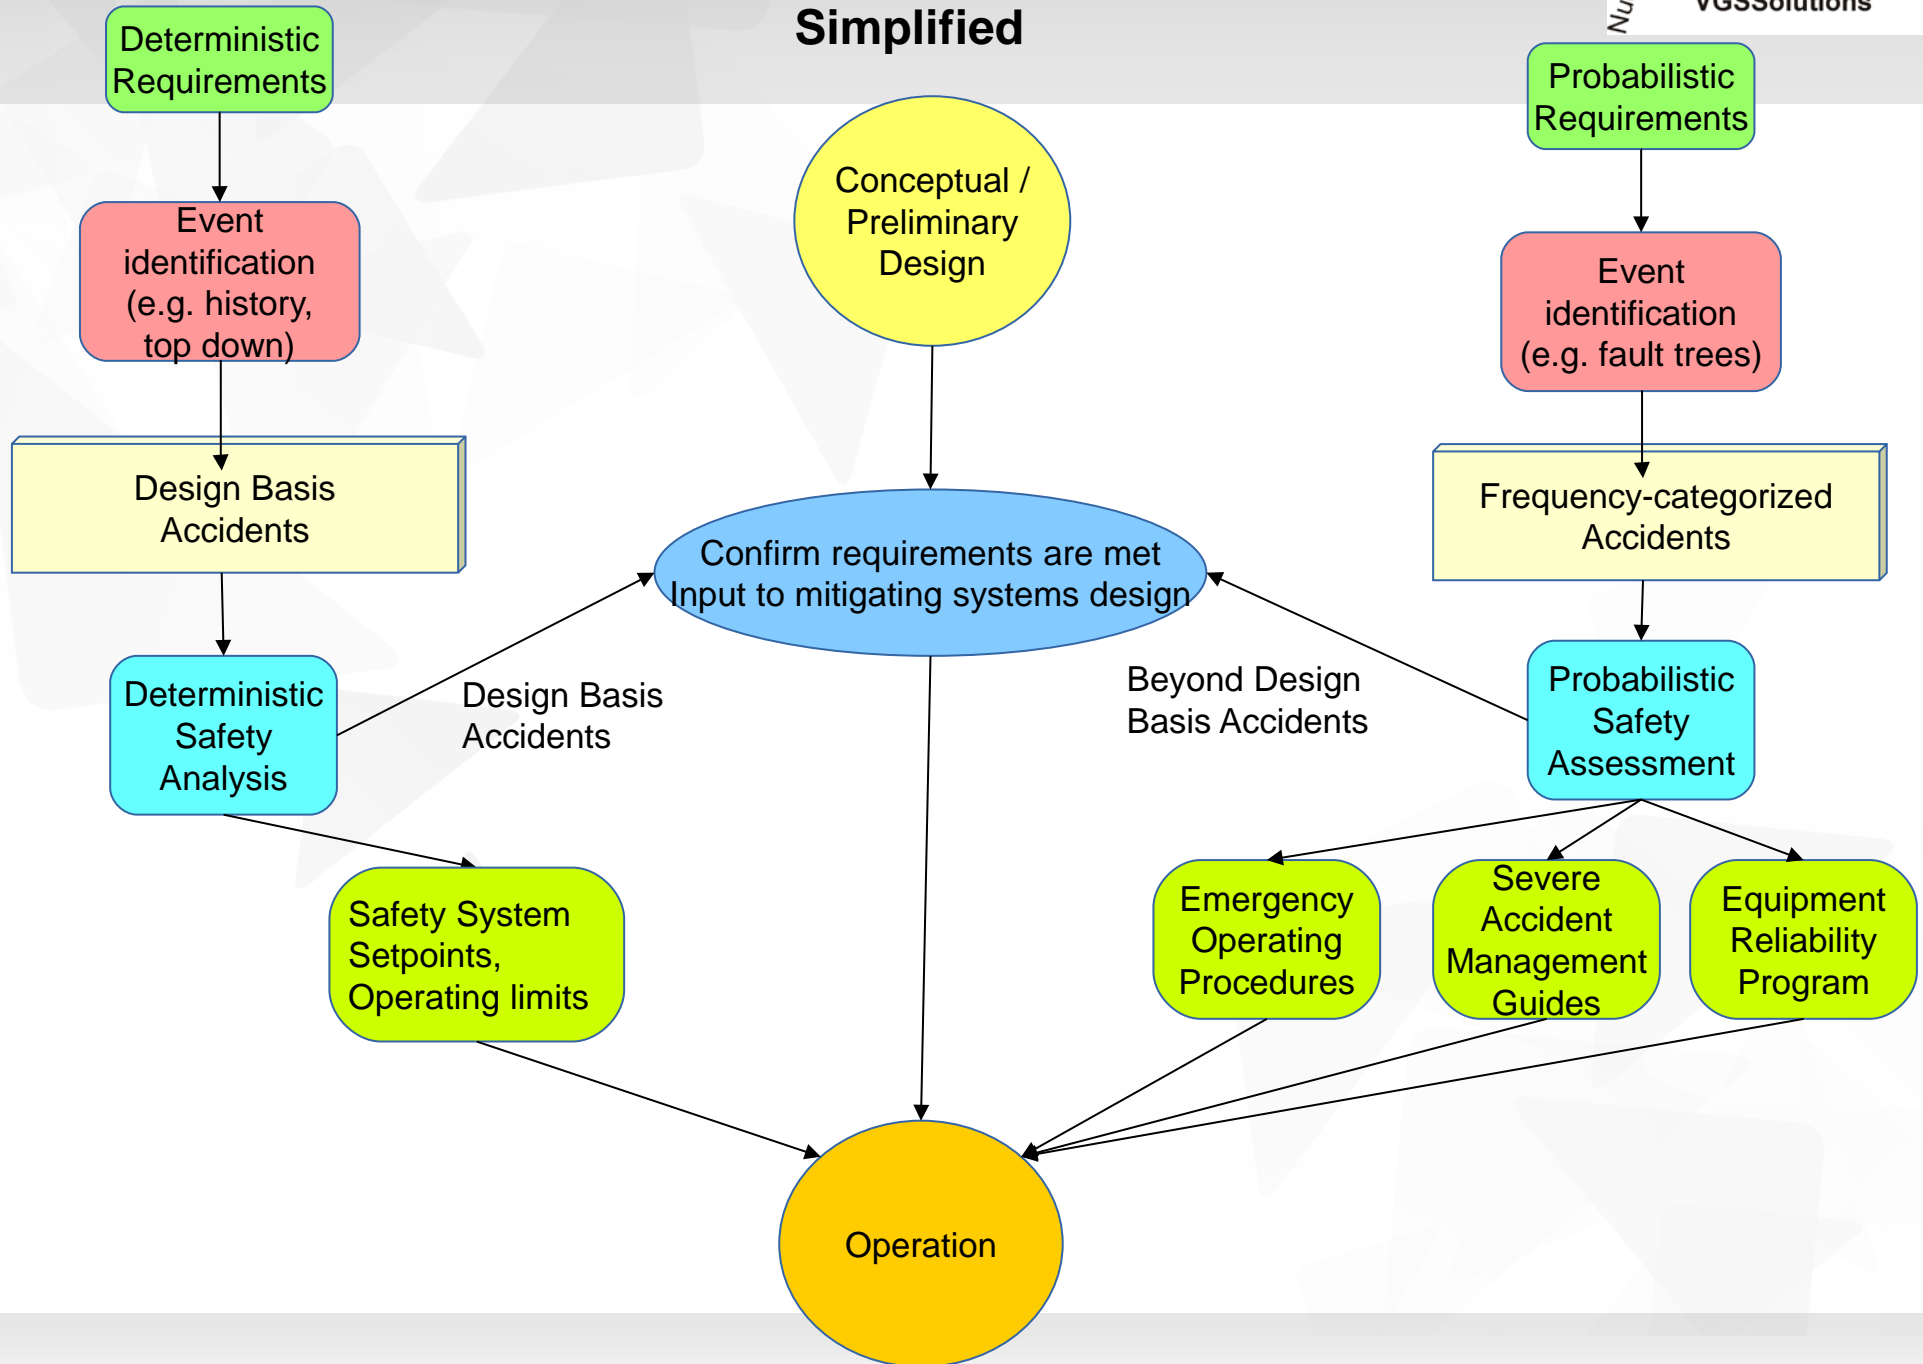 Simplified
VGSSolutions
Nu
Deterministic
Requirements
Probabilistic
Requirements
Conceptual /
Preliminary
Design
Event
identification
(e.g. history,
top down)
Event
identification
(e.g. fault trees)
Design Basis
Accidents
Frequency-categorized
Accidents
Confirm requirements are met
Input to mitigating systems design
Deterministic
Safety
Analysis
Design Basis
Accidents
Beyond Design
Basis Accidents
Probabilistic
Safety
Assessment
Safety System
Setpoints,
Operating limits
Emergency
Operating
Procedures
Severe
Accident
Management
Guides
Equipment
Reliability
Program
Operation